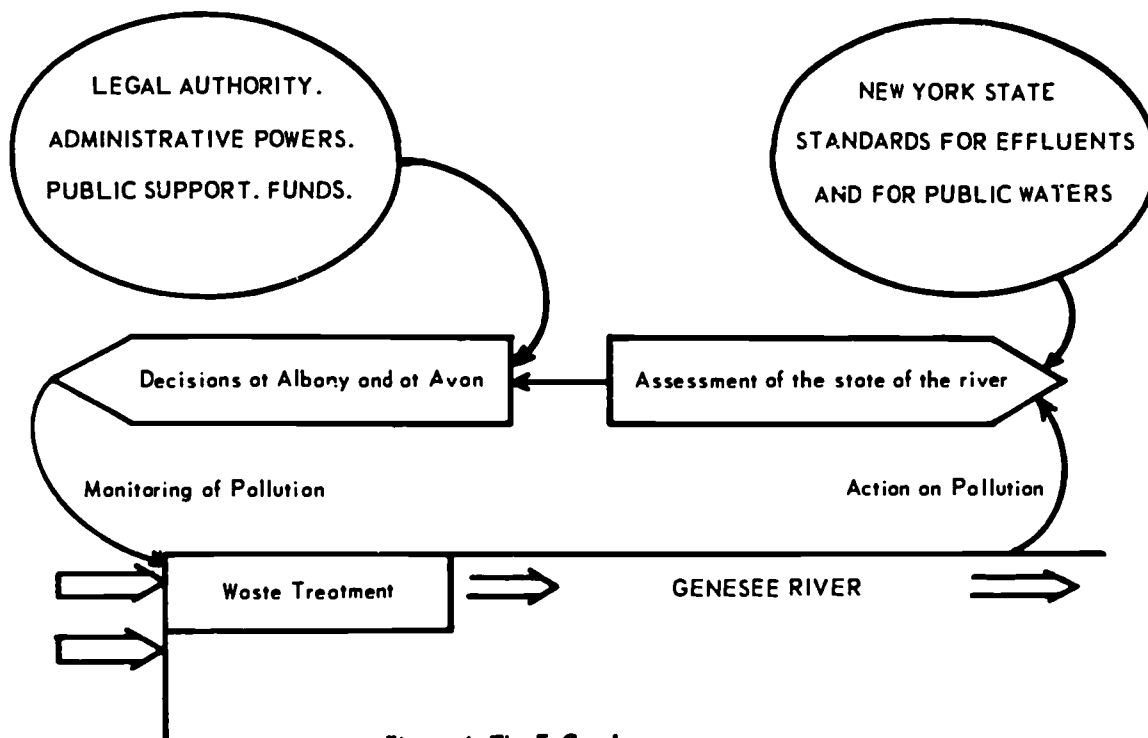 LEGAL AUTHORITY.
ADMINISTRATIVE POWERS.
PUBLIC SUPPORT. FUNDS.
NEW YORK STATE
STANDARDS FOR EFFLUENTS
AND FOR PUBLIC WATERS
Decisions at Albany and at Avon
Assessment of the state of the river
Monitoring of Pollution
Action on Pollution
Waste Treatment
GENESEE RIVER